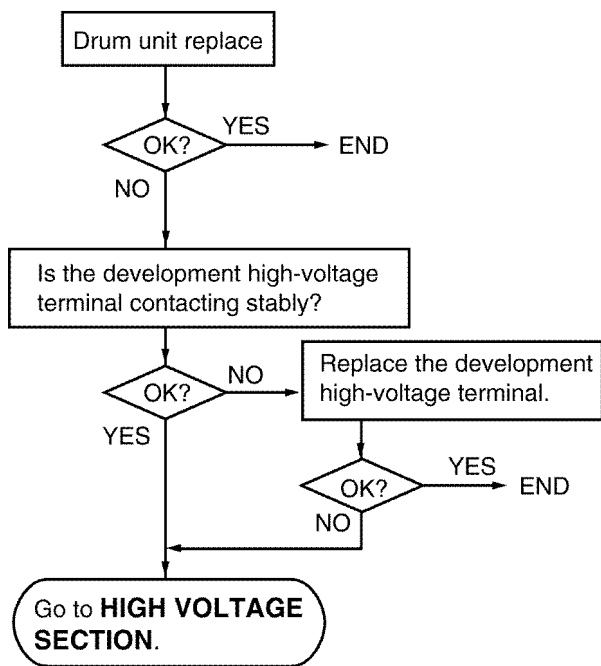 Drum unit replace
OK?
YES
END
NO
Is the development high-voltage
terminal contacting stably?
OK?
NO
Replace the development
high-voltage terminal.
YES
OK?
YES
END
NO
Go to HIGH VOLTAGE
SECTION.